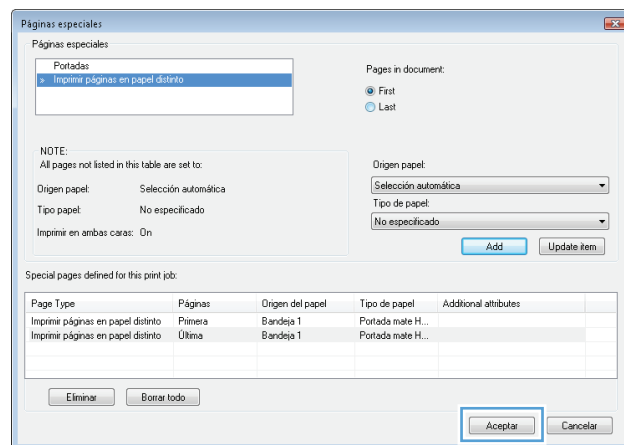 Páginas especiales
Páginas especiales
Portadas
» Imprimir páginas en papel distinto
Pages in document:
First
Last
NOTE:
All pages not listed in this table are set to:
Origen papel: Selección automática
Tipo papel: No especificado
Imprimir en ambas caras: On
Origen papel:
Selección automática
Tipo de papel:
No especificado
Add Update item
Special pages defined for this print job:
Page Type Páginas Origen del papel Tipo de papel Additional attributes
Imprimir páginas en papel distinto Primera Bandeja 1 Portada mate H...
Imprimir páginas en papel distinto Última Bandeja 1 Portada mate H...
Eliminar Borrar todo
Aceptar Cancelar